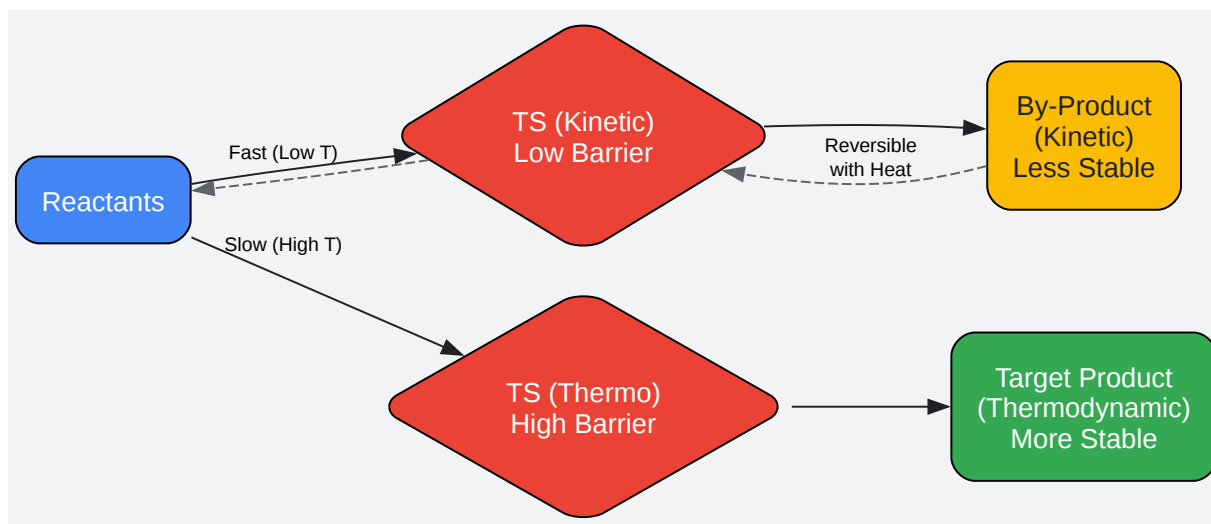 Reactants
Fast (Low T)
TS (Kinetic)
Low Barrier
Reversible
with Heat
By-Product
(Kinetic)
Less Stable
Slow (High T)
TS (Thermo)
High Barrier
Target Product
(Thermodynamic)
More Stable